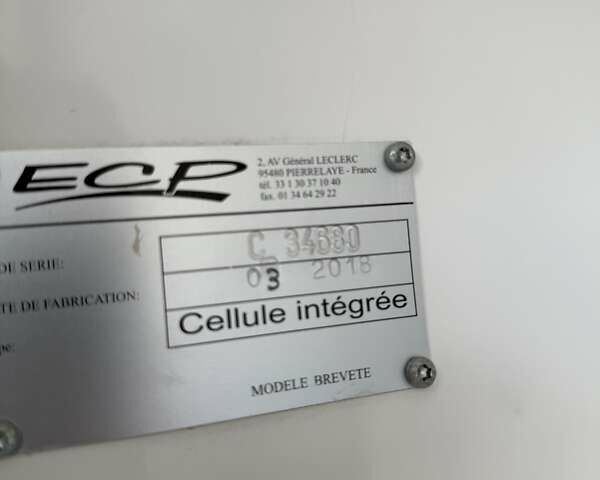 ECP
2, AV Général LECLERC
95480 PIERRELAYE - France
tél. 33 1 30 37 10 40
fax. 01 34 64 29 22
DE SERIE:
C 34680
TE DE FABRICATION:
03 2018
pe:
Cellule intégrée
MODELE BREVETE